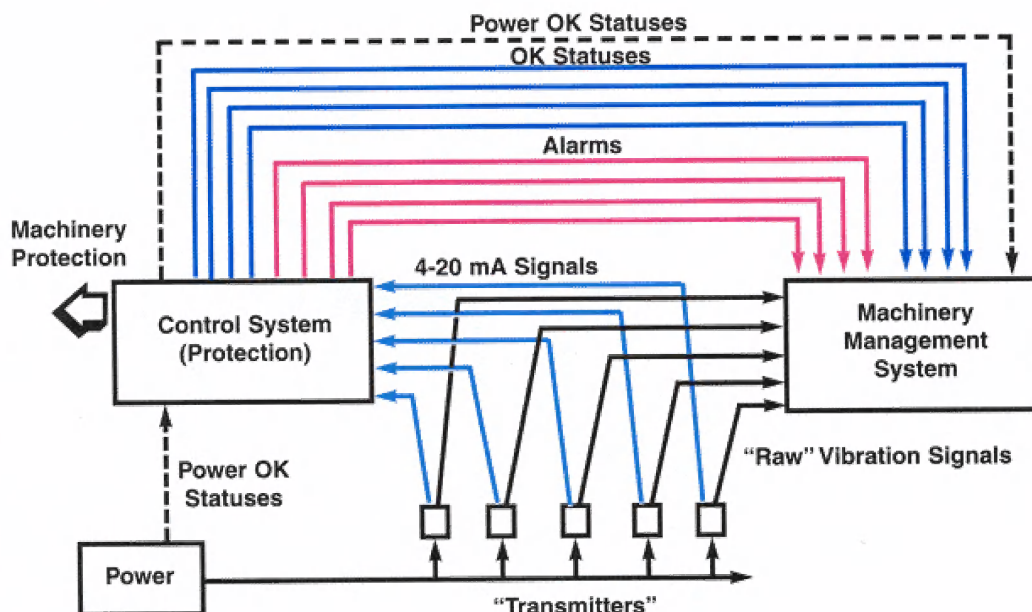 Power OK Statuses
OK Statuses
Alarms
Machinery
Protection
4-20 mA Signals
Control System
(Protection)
Machinery
Management
System
"Raw" Vibration Signals
Power OK
Statuses
Power
"Transmitters"